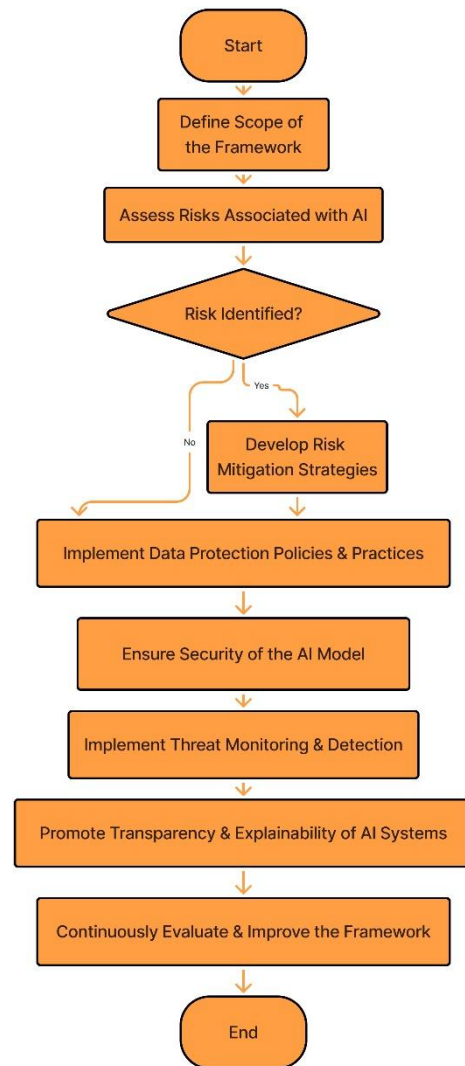 Start
Define Scope of
the Framework
Assess Risks Associated with AI
Risk Identified?
Yes
No
Develop Risk
Mitigation Strategies
Implement Data Protection Policies & Practices
Ensure Security of the AI Model
Implement Threat Monitoring & Detection
Promote Transparency & Explainability of AI Systems
Continuously Evaluate & Improve the Framework
End